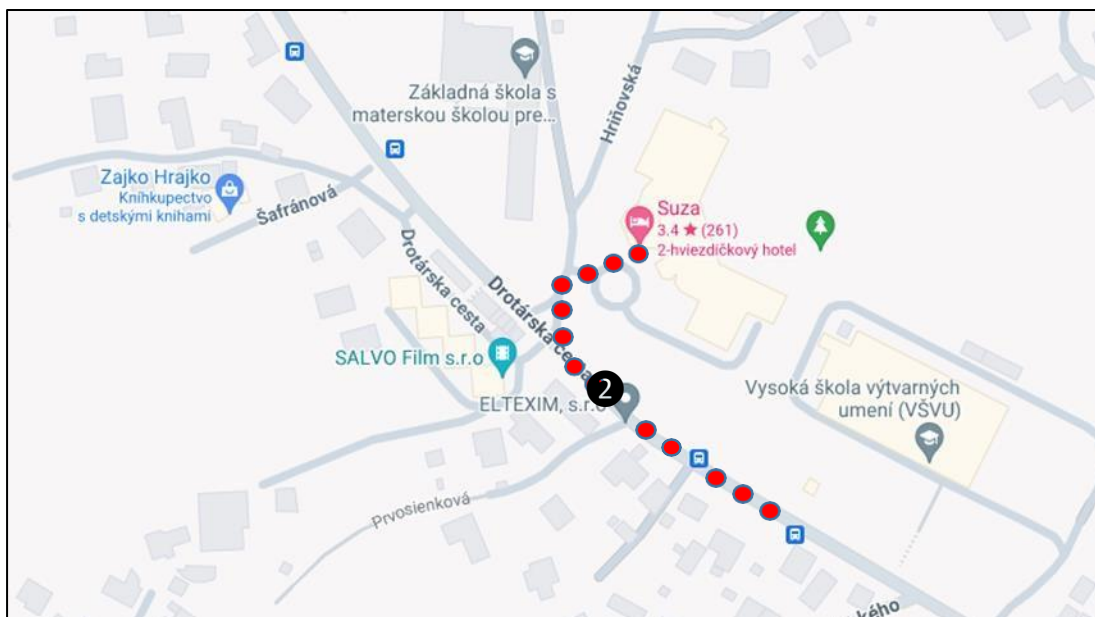 Základná škola s
materskou školou pre...
Hriňovská
Zajko Hrajko
Kníhkupectvo
s detskými knihami
Šafránová
Suza
3.4 ★ (261)
2-hviezdičkový hotel
Drotárska cesta
Drotárska cesta
SALVO Film s.r.o
2
ELTEXIM, s.r.o
Vysoká škola výtvarných
umení (VŠVU)
Prvosienková
ského